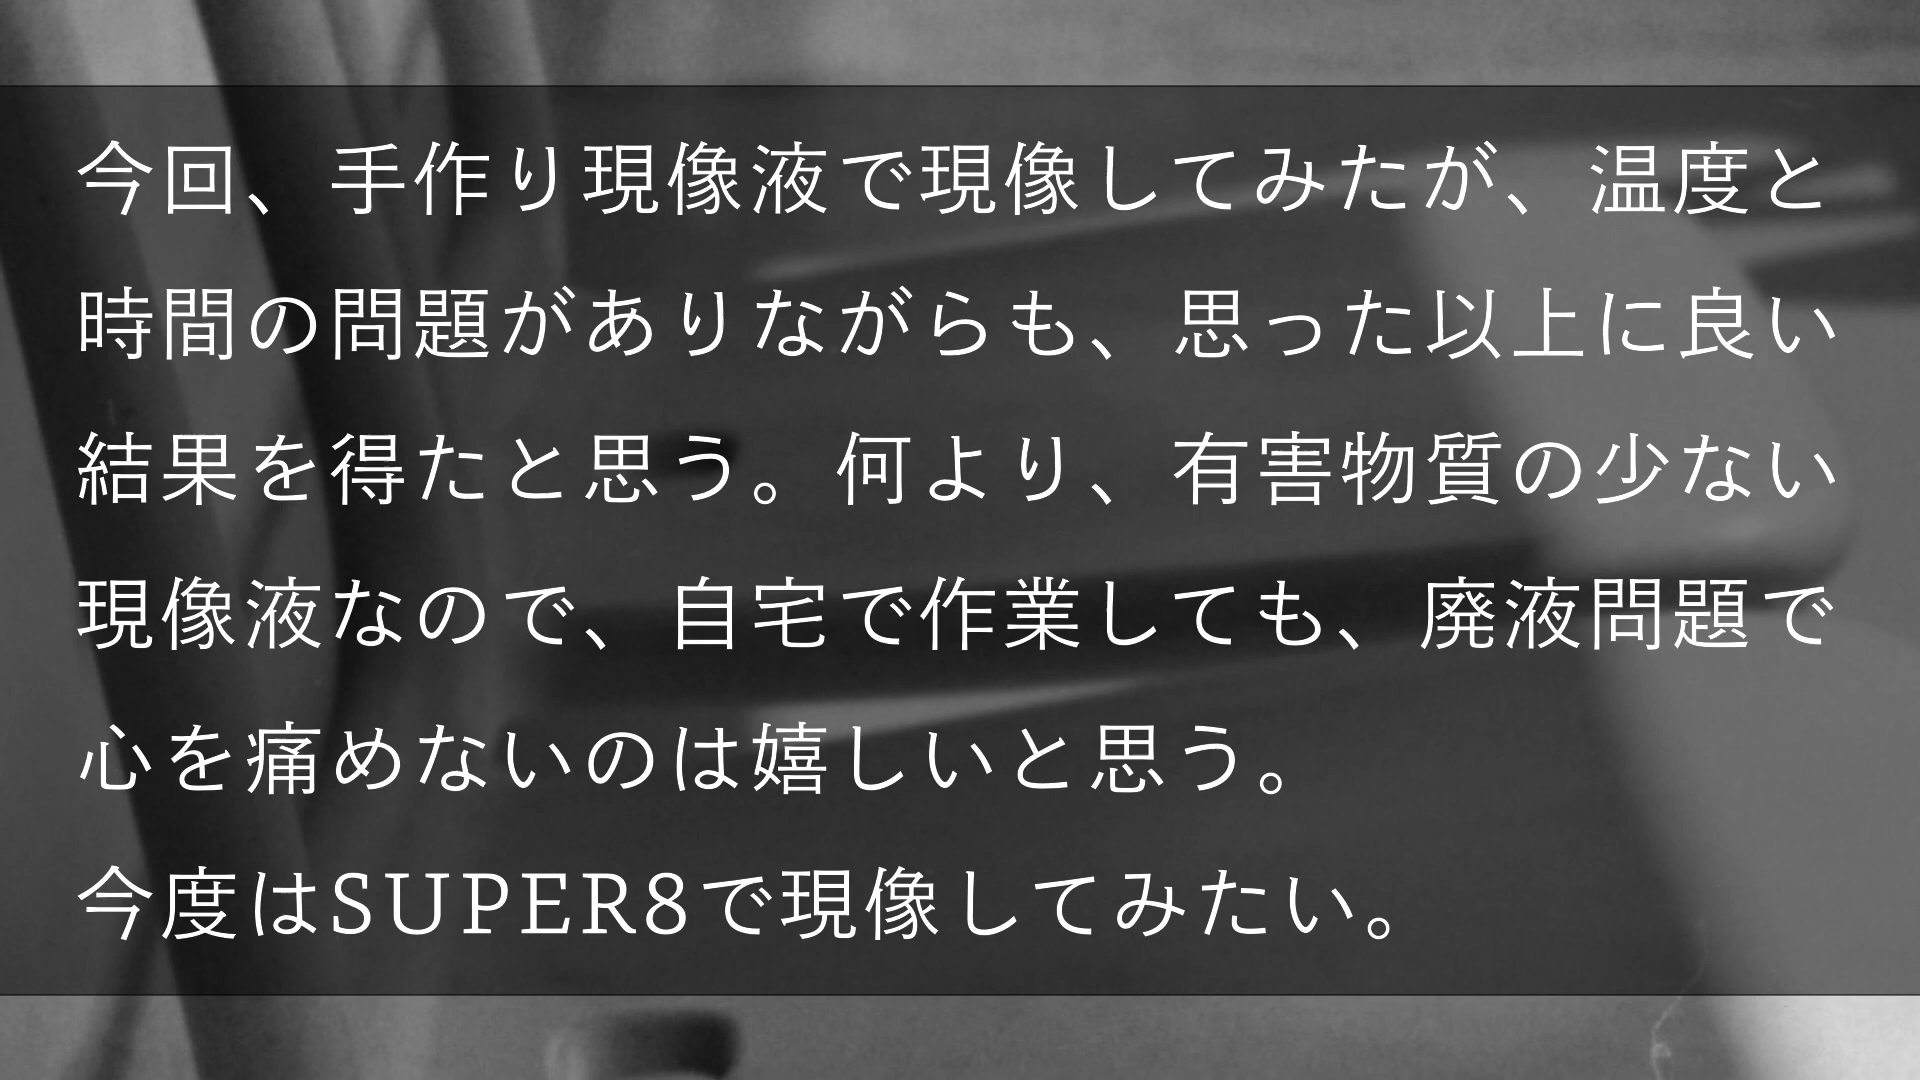 今回、手作り現像液で現像してみたが、温度と
時間の問題がありながらも、思った以上に良い
結果を得たと思う。何より、有害物質の少ない
現像液なので、自宅で作業しても、廃液問題で
心を痛めないのは嬉しいと思う。
今度はSUPER8で現像してみたい。